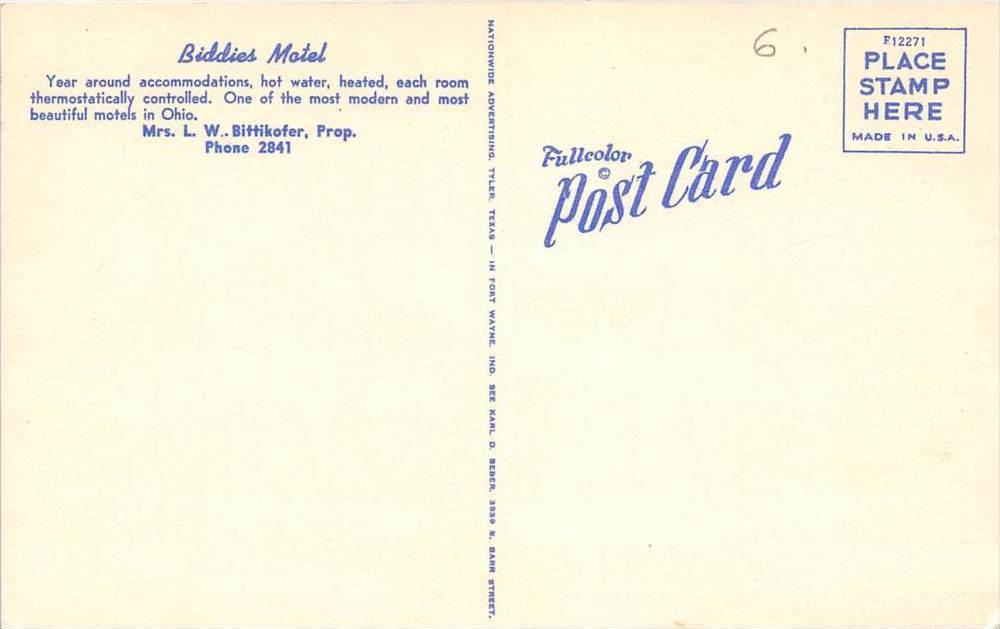 Biddies Motel
Year around accommodations, hot water, heated, each room
thermostatically controlled. One of the most modern and most
beautiful motels in Ohio.
Mrs. L. W. Bittikofer, Prop.
Phone 2841
NATIONWIDE ADVERTISING, TYLER, TEXAS — IN FORT WAYNE, IND. SEE KARL D. BEBER, 3939 S. BARR STREET.
6
Fullcolor
©
Post Card
E12271
PLACE
STAMP
HERE
MADE IN U.S.A.